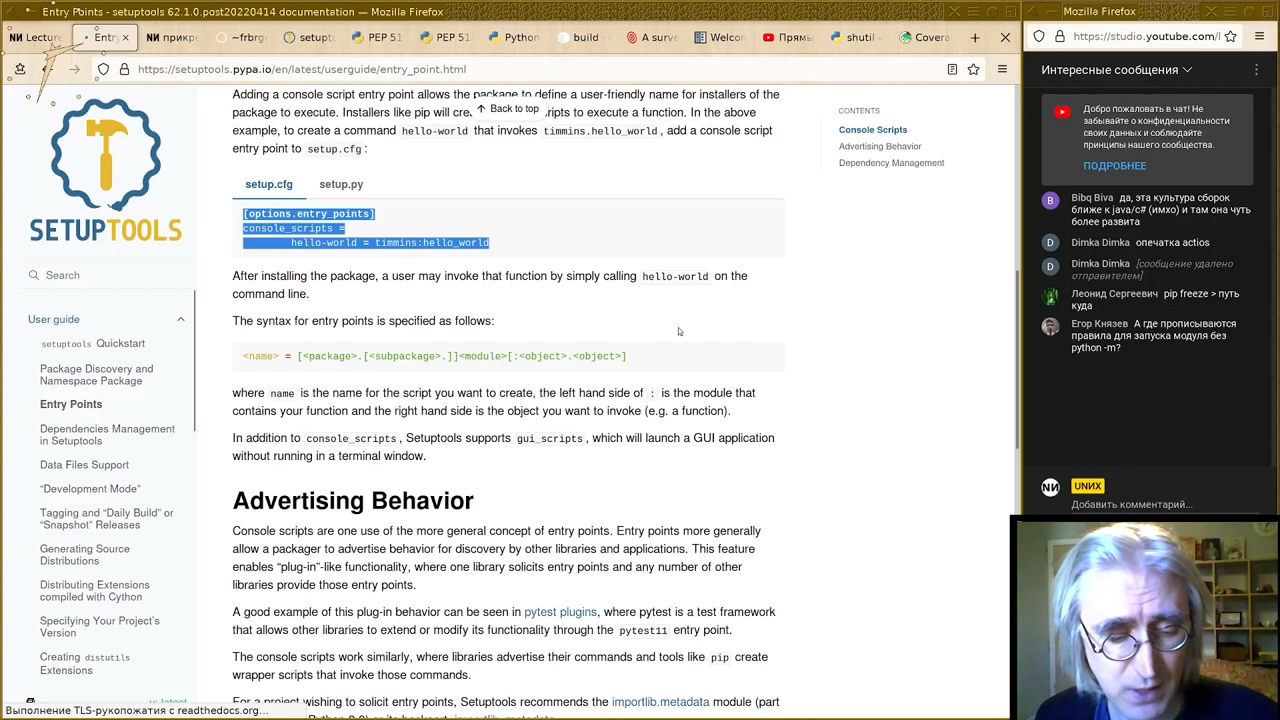 Entry Points - setuptools 62.1.0.post20220414 documentation — Mozilla Firefox
Mozilla Firefox
Lectur
Entry
прикре
~frbrg
setupto
PEP 51
PEP 51
Python
build -
A surve
Welcom
Прямы
shutil —
Covera
https://setuptools.pypa.io/en/latest/userguide/entry_point.html
https://studio.youtube.com/l
SETUPTOOLS
Search
User guide
setuptools Quickstart
Package Discovery and
Namespace Package
Entry Points
Dependencies Management
in Setuptools
Data Files Support
“Development Mode”
Tagging and “Daily Build” or
“Snapshot” Releases
Generating Source
Distributions
Distributing Extensions
compiled with Cython
Specifying Your Project’s
Version
Creating distutils
Extensions
v: latest
Выполнение TLS-рукопожатия с readthedocs.org…
Adding a console script entry point allows the package to define a user-friendly name for installers of the
package to execute. Installers like pip will cre
Back to top
ripts to execute a function. In the above
example, to create a command hello-world that invokes timmins.hello_world, add a console script
entry point to setup.cfg :
setup.cfg
setup.py
[options.entry_points]
console_scripts =
hello-world = timmins:hello_world
After installing the package, a user may invoke that function by simply calling hello-world on the
command line.
The syntax for entry points is specified as follows:
<name> = [<package>.[<subpackage>.]]<module>[:<object>.<object>]
where name is the name for the script you want to create, the left hand side of : is the module that
contains your function and the right hand side is the object you want to invoke (e.g. a function).
In addition to console_scripts, Setuptools supports gui_scripts, which will launch a GUI application
without running in a terminal window.
Advertising Behavior
Console scripts are one use of the more general concept of entry points. Entry points more generally
allow a packager to advertise behavior for discovery by other libraries and applications. This feature
enables “plug-in”-like functionality, where one library solicits entry points and any number of other
libraries provide those entry points.
A good example of this plug-in behavior can be seen in pytest plugins, where pytest is a test framework
that allows other libraries to extend or modify its functionality through the pytest11 entry point.
The console scripts work similarly, where libraries advertise their commands and tools like pip create
wrapper scripts that invoke those commands.
For a project wishing to solicit entry points, Setuptools recommends the importlib.metadata module (part
CONTENTS
Console Scripts
Advertising Behavior
Dependency Management
Интересные сообщения
Добро пожаловать в чат! Не
забывайте о конфиденциальности
своих данных и соблюдайте
принципы нашего сообщества.
ПОДРОБНЕЕ
Bibq Biva да, эта культура сборок
ближе к java/c# (имхо) и там она чуть
более развита
Dimka Dimka опечатка actios
Dimka Dimka [сообщение удалено
отправителем]
Леонид Сергеевич pip freeze > путь
куда
Егор Князев А где прописываются
правила для запуска модуля без
python -m?
UNИX
Добавить комментарий...